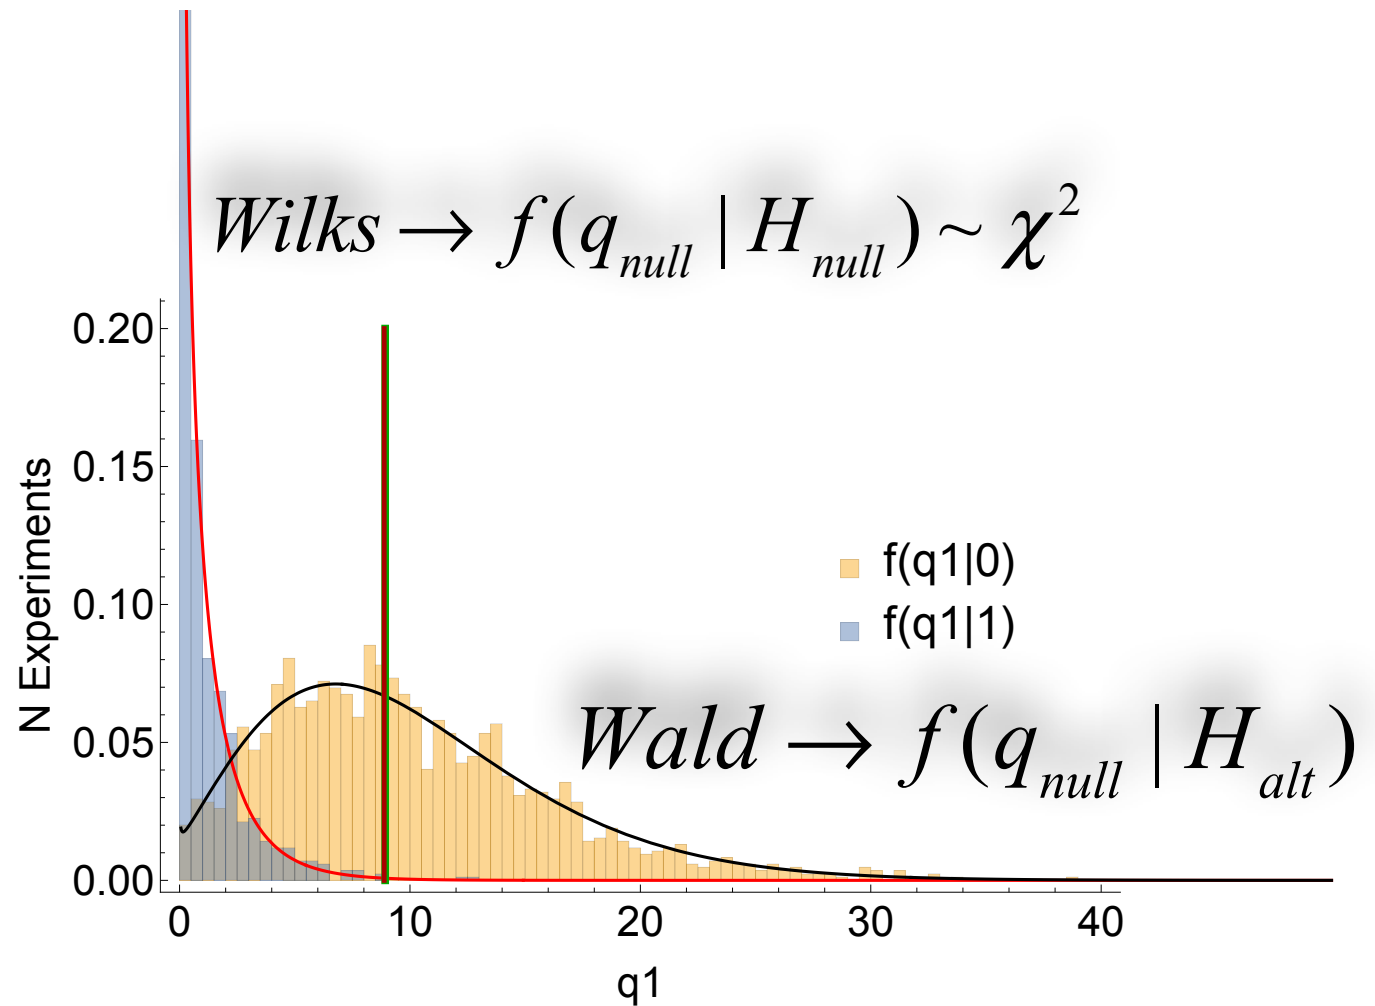 Wilks → f(q_null | H_null) ~ χ²
0.20
0.15
0.10
0.05
0.00
N Experiments
f(q1|0)
f(q1|1)
Wald → f(q_null | H_alt)
0 10 20 30 40
q1